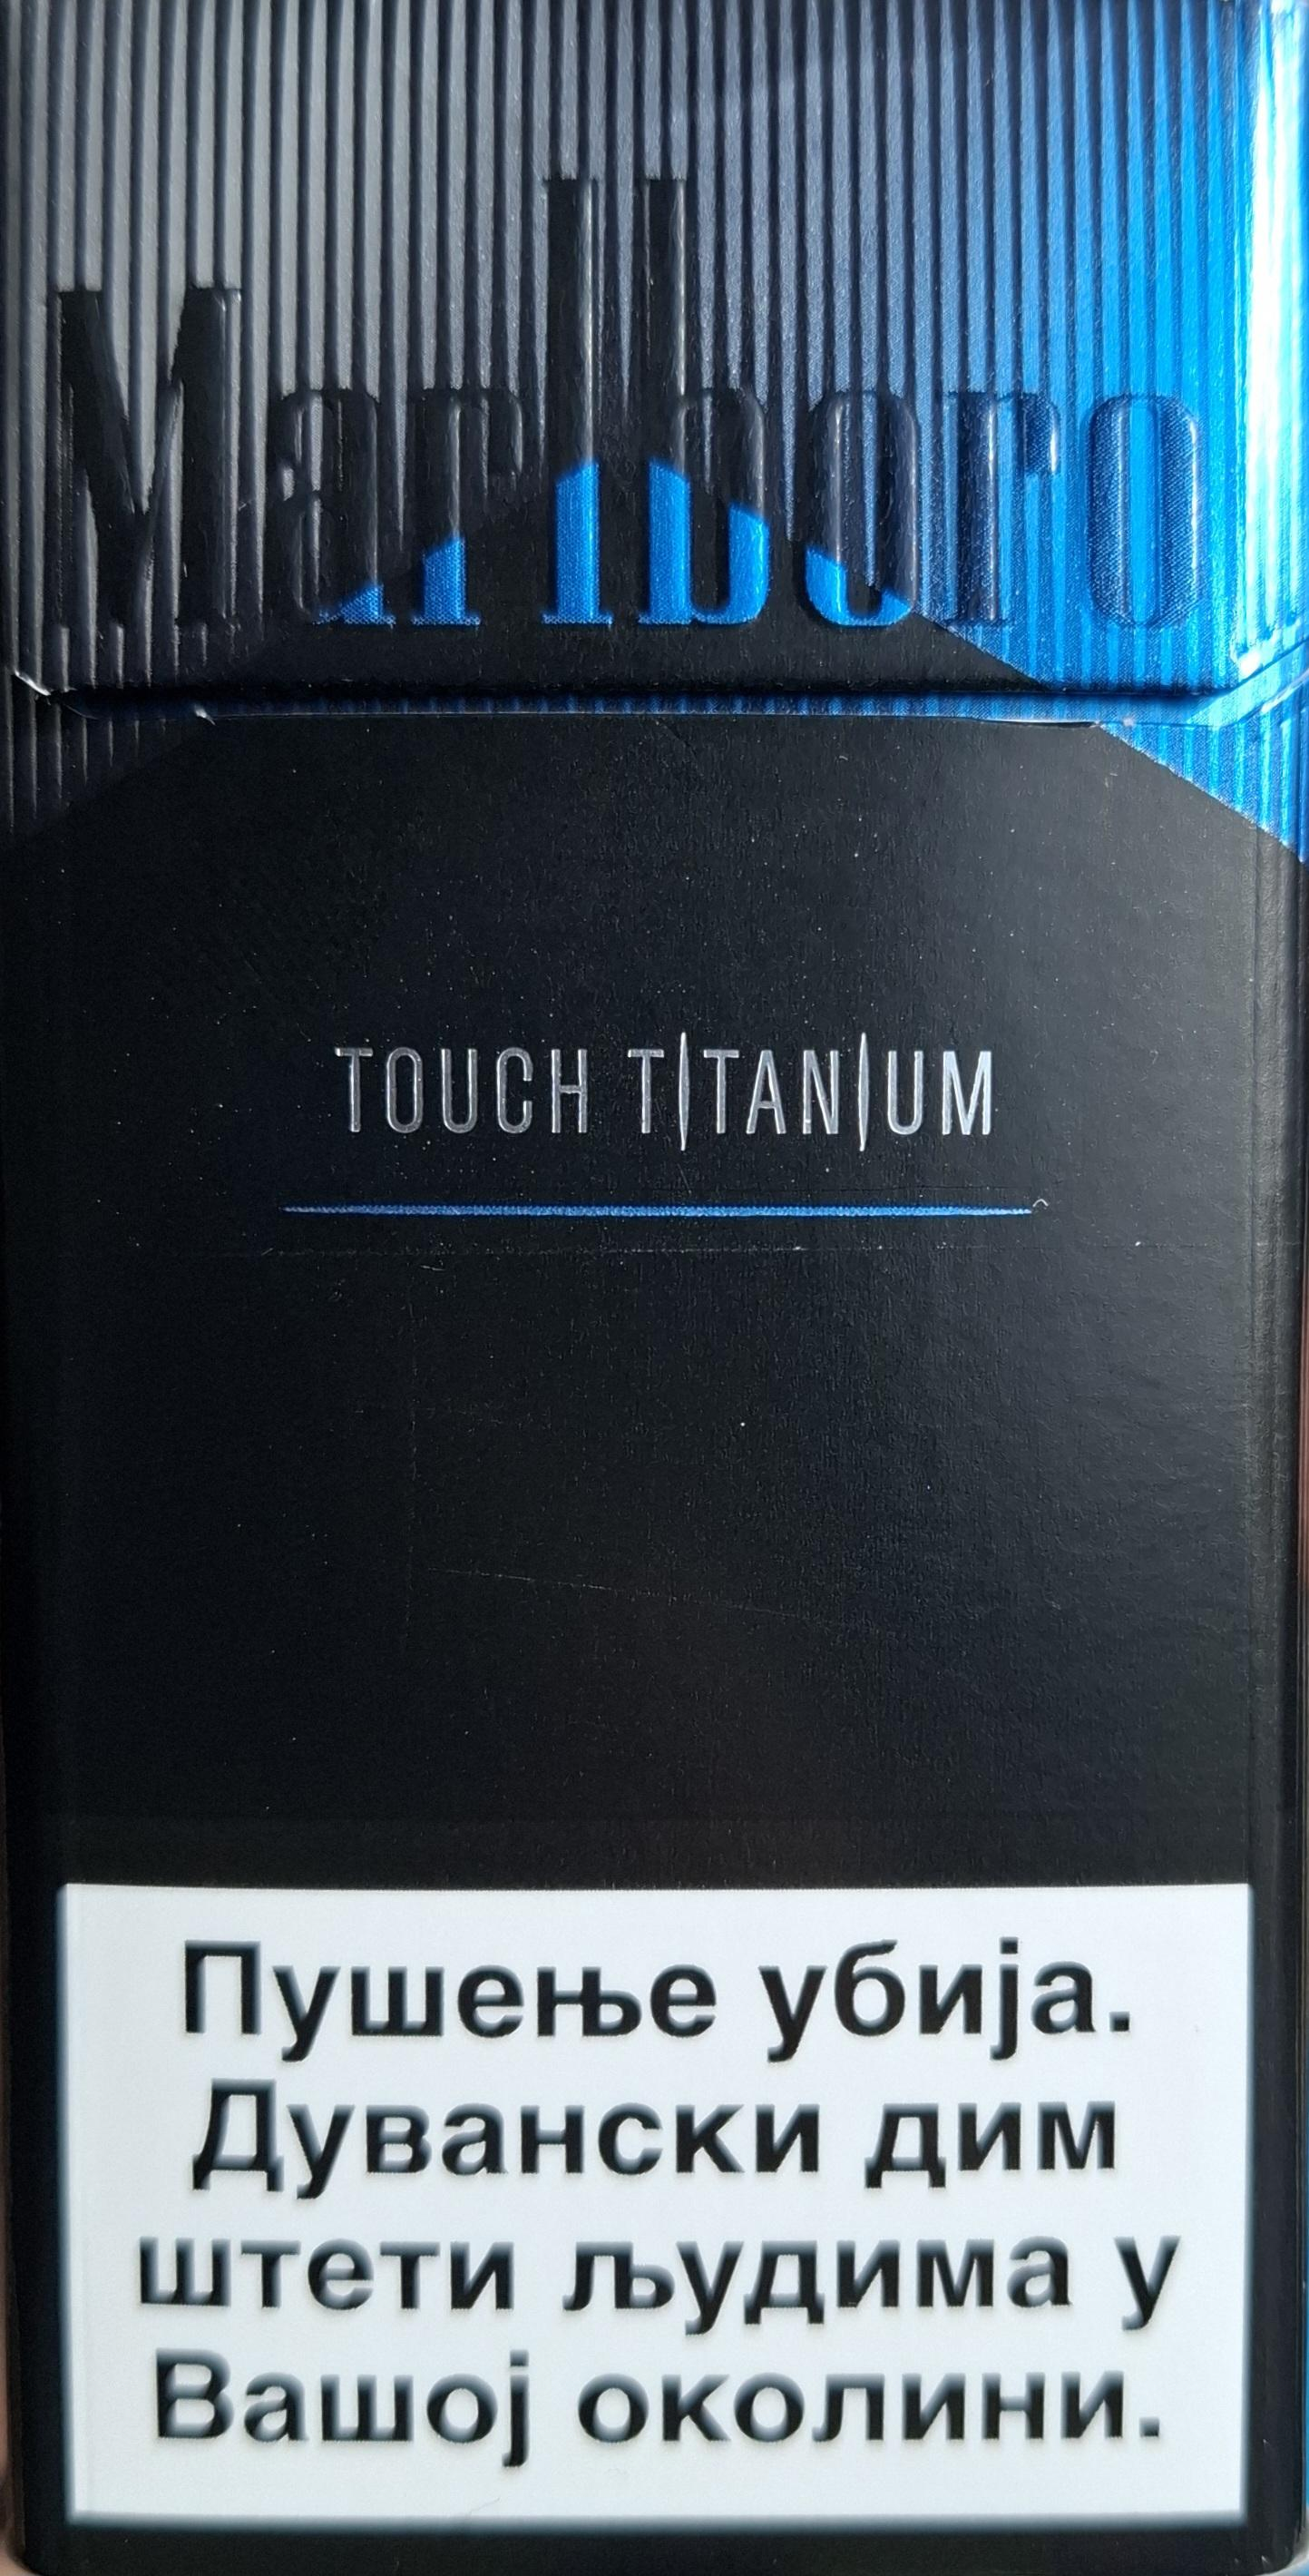 Marlboro
TOUCH TITANIUM
Пушење убија.
Дувански дим
штети људима у
Вашој околини.